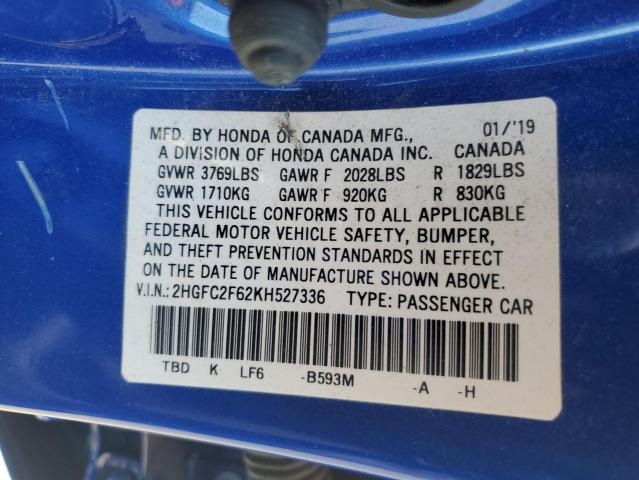 MFD. BY HONDA OF CANADA MFG., 01/'19
A DIVISION OF HONDA CANADA INC. CANADA
GVWR 3769LBS GAWR F 2028LBS R 1829LBS
GVWR 1710KG GAWR F 920KG R 830KG
THIS VEHICLE CONFORMS TO ALL APPLICABLE
FEDERAL MOTOR VEHICLE SAFETY, BUMPER,
AND THEFT PREVENTION STANDARDS IN EFFECT
ON THE DATE OF MANUFACTURE SHOWN ABOVE.
V.I.N.:2HGFC2F62KH527336 TYPE: PASSENGER CAR
TBD K LF6 -B593M -A -H